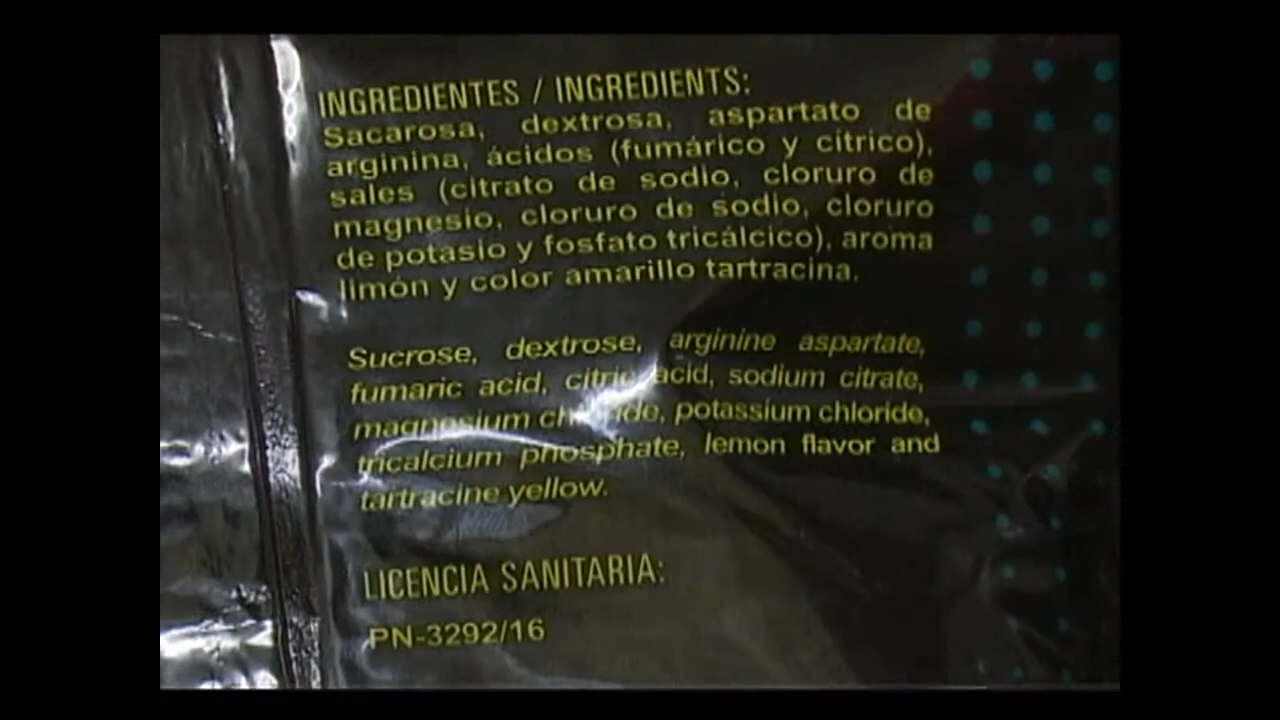 INGREDIENTES / INGREDIENTS:
Sacarosa, dextrosa, aspartato de
arginina, ácidos (fumárico y cítrico),
sales (citrato de sodio, cloruro de
magnesio, cloruro de sodio, cloruro
de potasio y fosfato tricálcico), aroma
limón y color amarillo tartracina.
Sucrose, dextrose, arginine aspartate,
fumaric acid, citric acid, sodium citrate,
magnesium chloride, potassium chloride,
tricalcium phosphate, lemon flavor and
tartracine yellow.
LICENCIA SANITARIA:
PN-3292/16